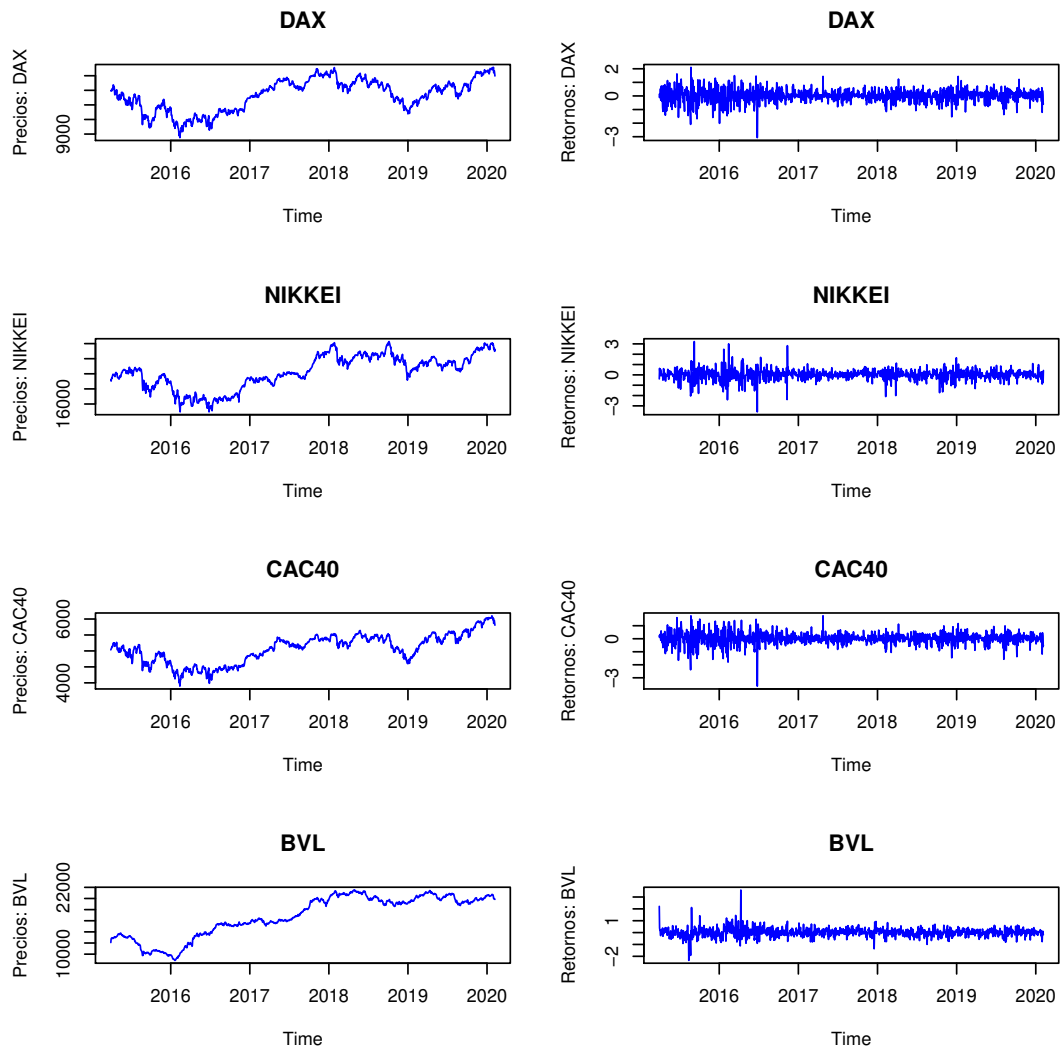 DAX
Precios: DAX
9000
2016 2017 2018 2019 2020
Time
DAX
Retornos: DAX
2
0
−3
2016 2017 2018 2019 2020
Time
NIKKEI
Precios: NIKKEI
16000
2016 2017 2018 2019 2020
Time
NIKKEI
Retornos: NIKKEI
3
0
−3
2016 2017 2018 2019 2020
Time
CAC40
Precios: CAC40
6000
4000
2016 2017 2018 2019 2020
Time
CAC40
Retornos: CAC40
0
−3
2016 2017 2018 2019 2020
Time
BVL
Precios: BVL
22000
10000
2016 2017 2018 2019 2020
Time
BVL
Retornos: BVL
1
−2
2016 2017 2018 2019 2020
Time